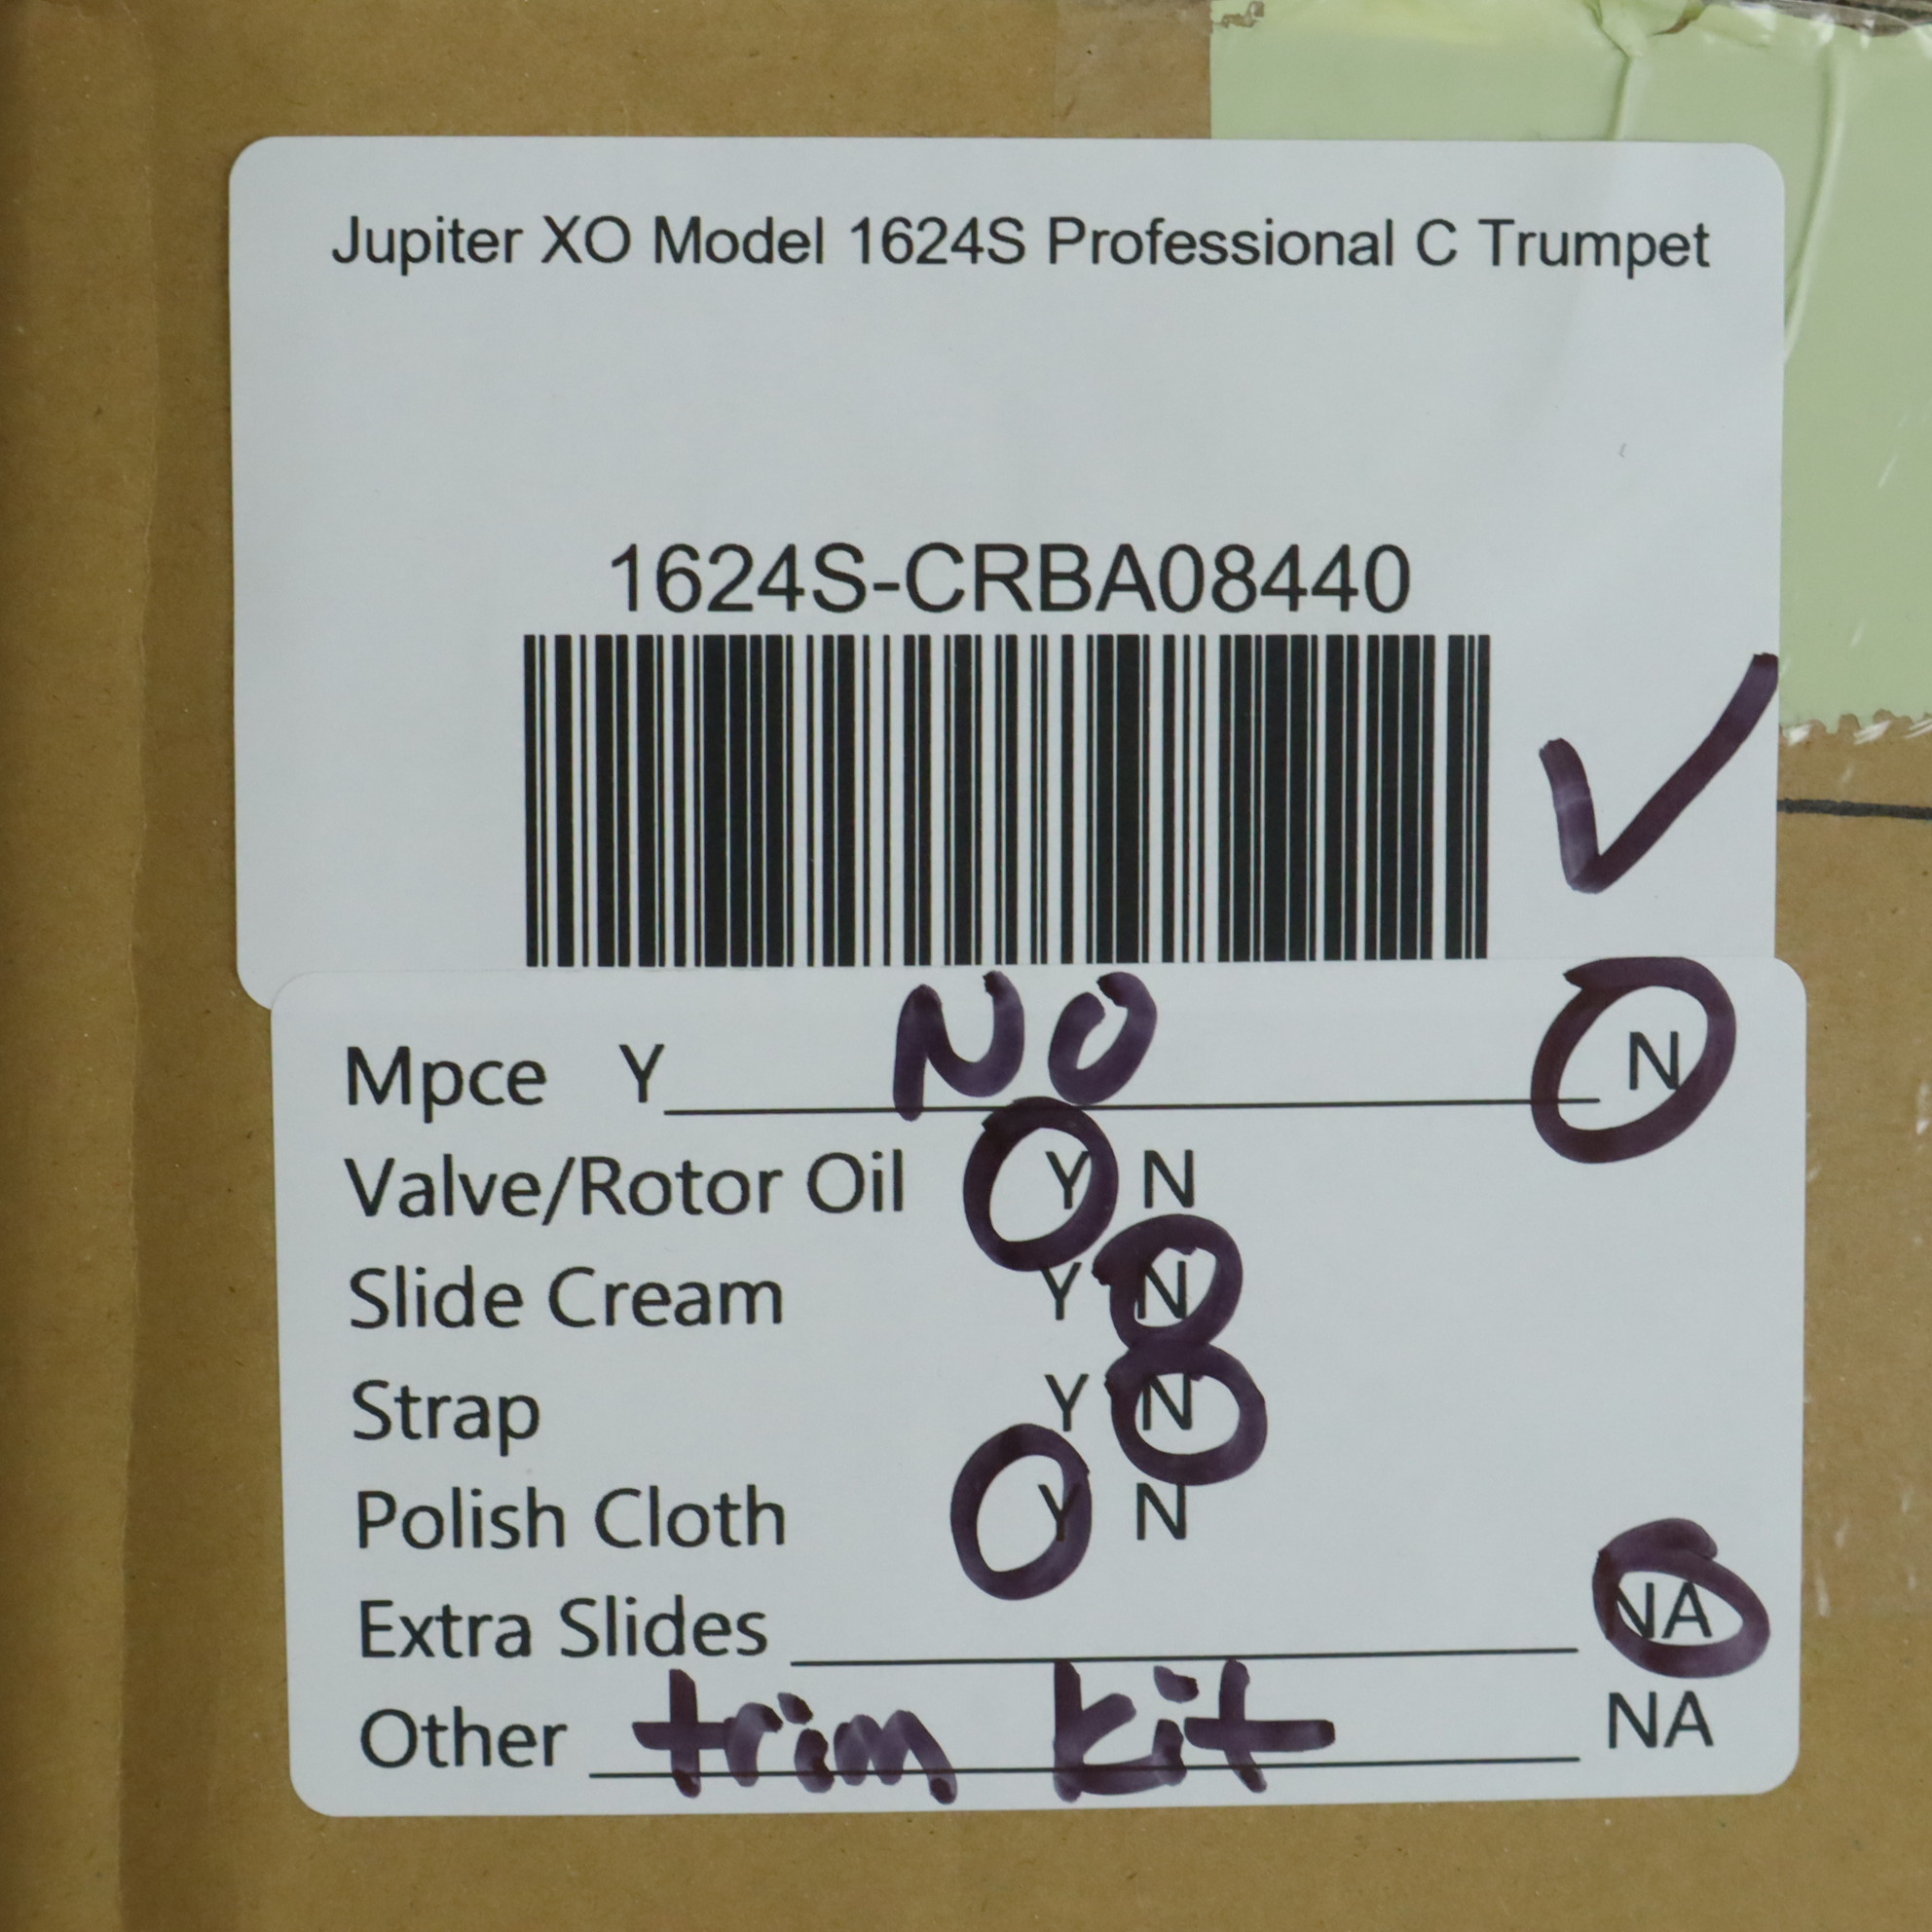 Jupiter XO Model 1624S Professional C Trumpet
1624S-CRBA08440
Mpce Y NO N
Valve/Rotor Oil Y N
Slide Cream Y N
Strap Y N
Polish Cloth Y N
Extra Slides NA
Other trim kit NA